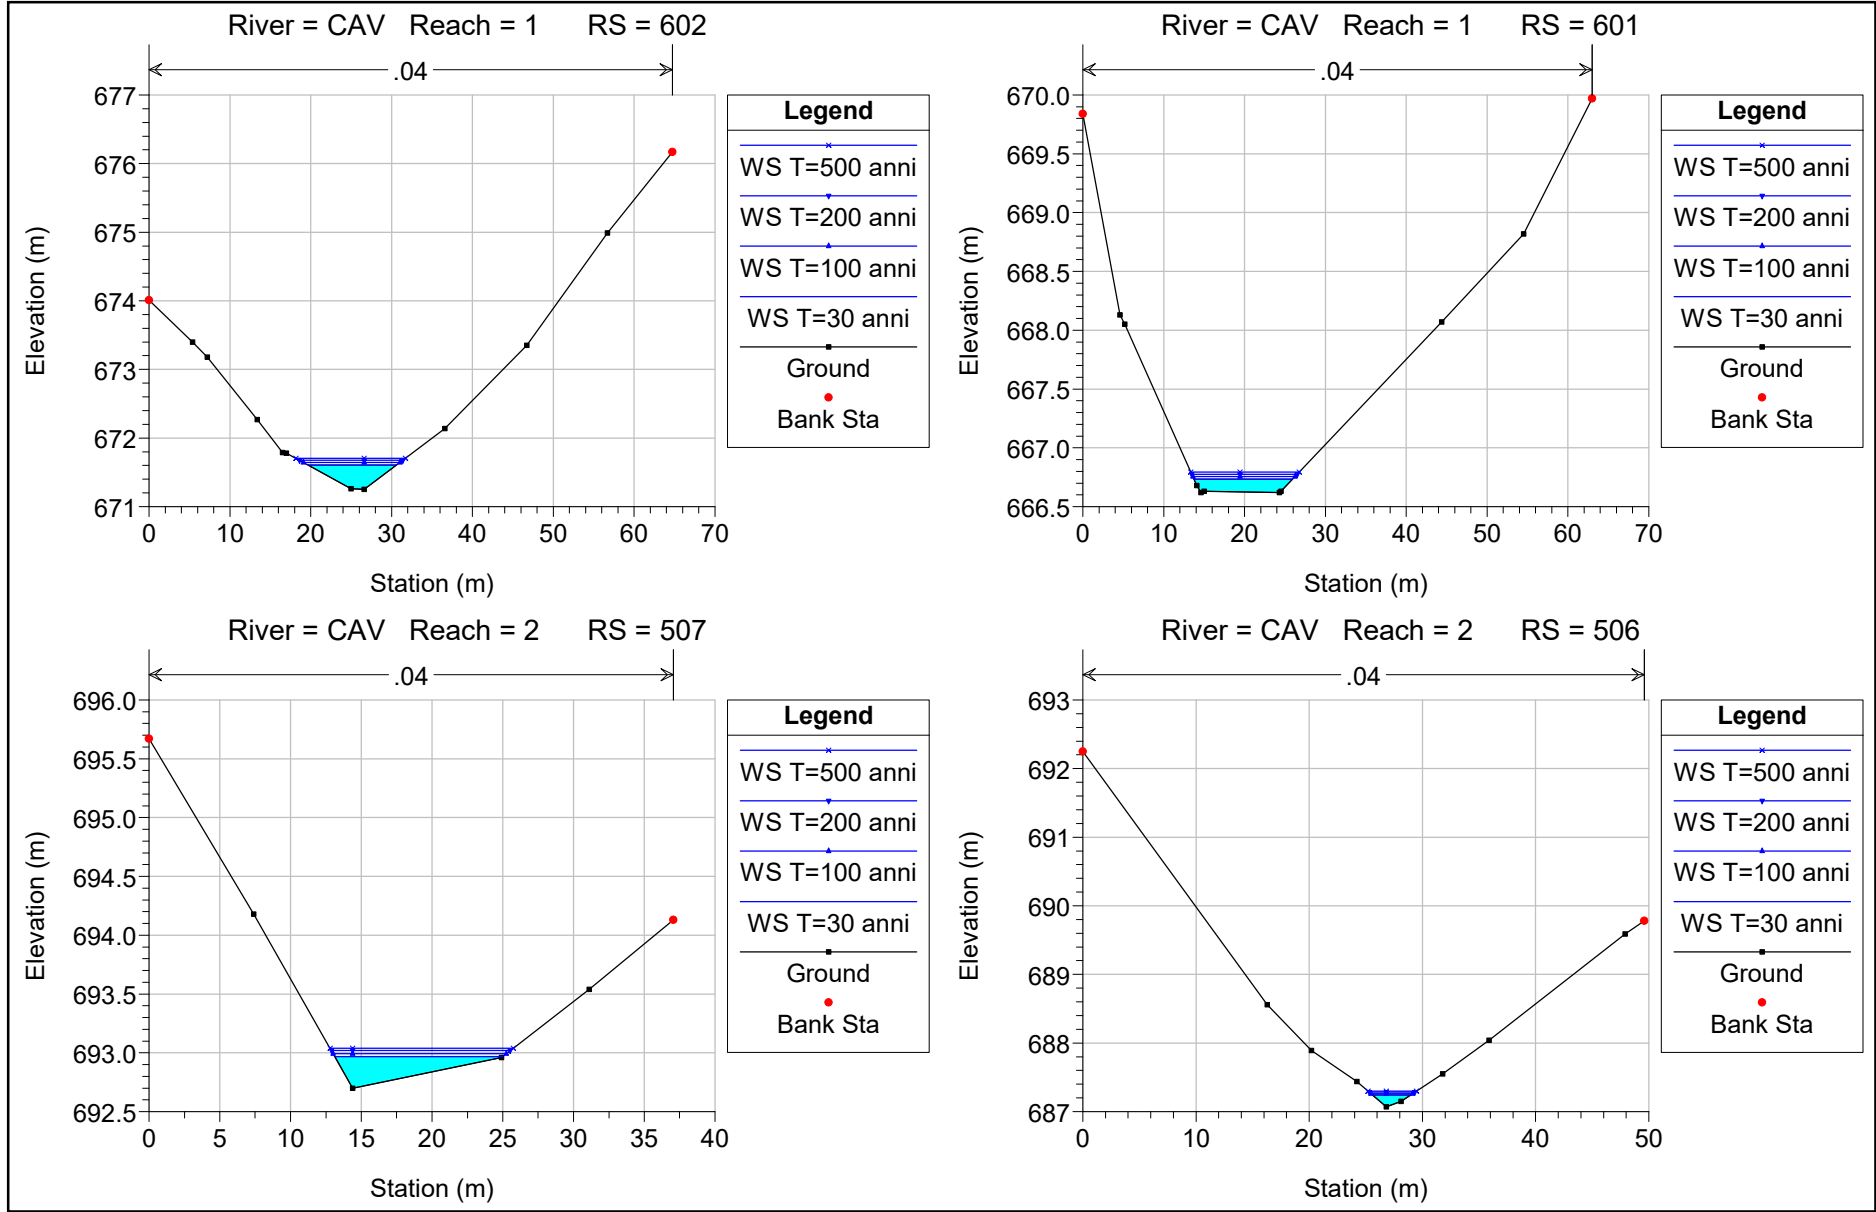 River = CAV Reach = 1 RS = 602
.04
677
676
675
674
673
672
671
0 10 20 30 40 50 60 70
Elevation (m)
Station (m)
Legend
WS T=500 anni
WS T=200 anni
WS T=100 anni
WS T=30 anni
Ground
Bank Sta
River = CAV Reach = 1 RS = 601
.04
670.0
669.5
669.0
668.5
668.0
667.5
667.0
666.5
0 10 20 30 40 50 60 70
Elevation (m)
Station (m)
Legend
WS T=500 anni
WS T=200 anni
WS T=100 anni
WS T=30 anni
Ground
Bank Sta
River = CAV Reach = 2 RS = 507
.04
696.0
695.5
695.0
694.5
694.0
693.5
693.0
692.5
0 5 10 15 20 25 30 35 40
Elevation (m)
Station (m)
Legend
WS T=500 anni
WS T=200 anni
WS T=100 anni
WS T=30 anni
Ground
Bank Sta
River = CAV Reach = 2 RS = 506
.04
693
692
691
690
689
688
687
0 10 20 30 40 50
Elevation (m)
Station (m)
Legend
WS T=500 anni
WS T=200 anni
WS T=100 anni
WS T=30 anni
Ground
Bank Sta